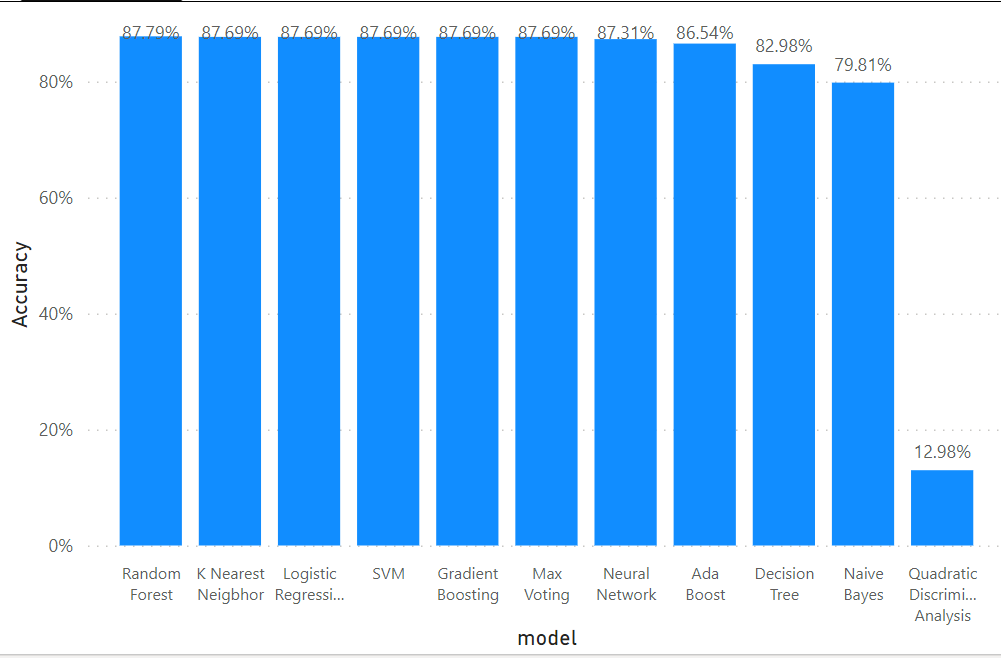 87.79% 87.69% 87.69% 87.69% 87.69% 87.69% 87.31% 86.54%
82.98%
79.81%
80%
60%
40%
20%
12.98%
0%
Accuracy
Random Forest
K Nearest Neigbhor
Logistic Regressi...
SVM
Gradient Boosting
Max Voting
Neural Network
Ada Boost
Decision Tree
Naive Bayes
Quadratic Discrimi... Analysis
model